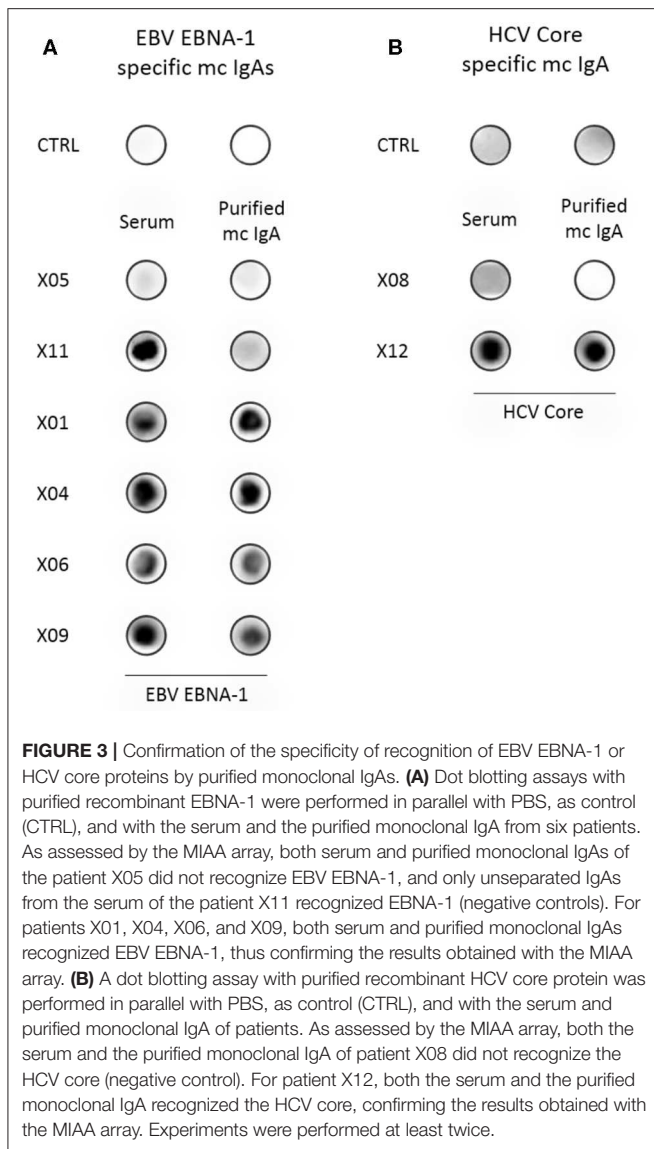 A
EBV EBNA-1
specific mc IgAs
CTRL
Serum
Purified
mc IgA
X05
X11
X01
X04
X06
X09
EBV EBNA-1
B
HCV Core
specific mc IgA
CTRL
Serum
Purified
mc IgA
X08
X12
HCV Core
FIGURE 3 | Confirmation of the specificity of recognition of EBV EBNA-1 or
HCV core proteins by purified monoclonal IgAs. (A) Dot blotting assays with
purified recombinant EBNA-1 were performed in parallel with PBS, as control
(CTRL), and with the serum and the purified monoclonal IgA from six patients.
As assessed by the MIAA array, both serum and purified monoclonal IgAs of
the patient X05 did not recognize EBV EBNA-1, and only unseparated IgAs
from the serum of the patient X11 recognized EBNA-1 (negative controls). For
patients X01, X04, X06, and X09, both serum and purified monoclonal IgAs
recognized EBV EBNA-1, thus confirming the results obtained with the MIAA
array. (B) A dot blotting assay with purified recombinant HCV core protein was
performed in parallel with PBS, as control (CTRL), and with the serum and
purified monoclonal IgA of patients. As assessed by the MIAA array, both the
serum and the purified monoclonal IgA of patient X08 did not recognize the
HCV core (negative control). For patient X12, both the serum and the purified
monoclonal IgA recognized the HCV core, confirming the results obtained with
the MIAA array. Experiments were performed at least twice.